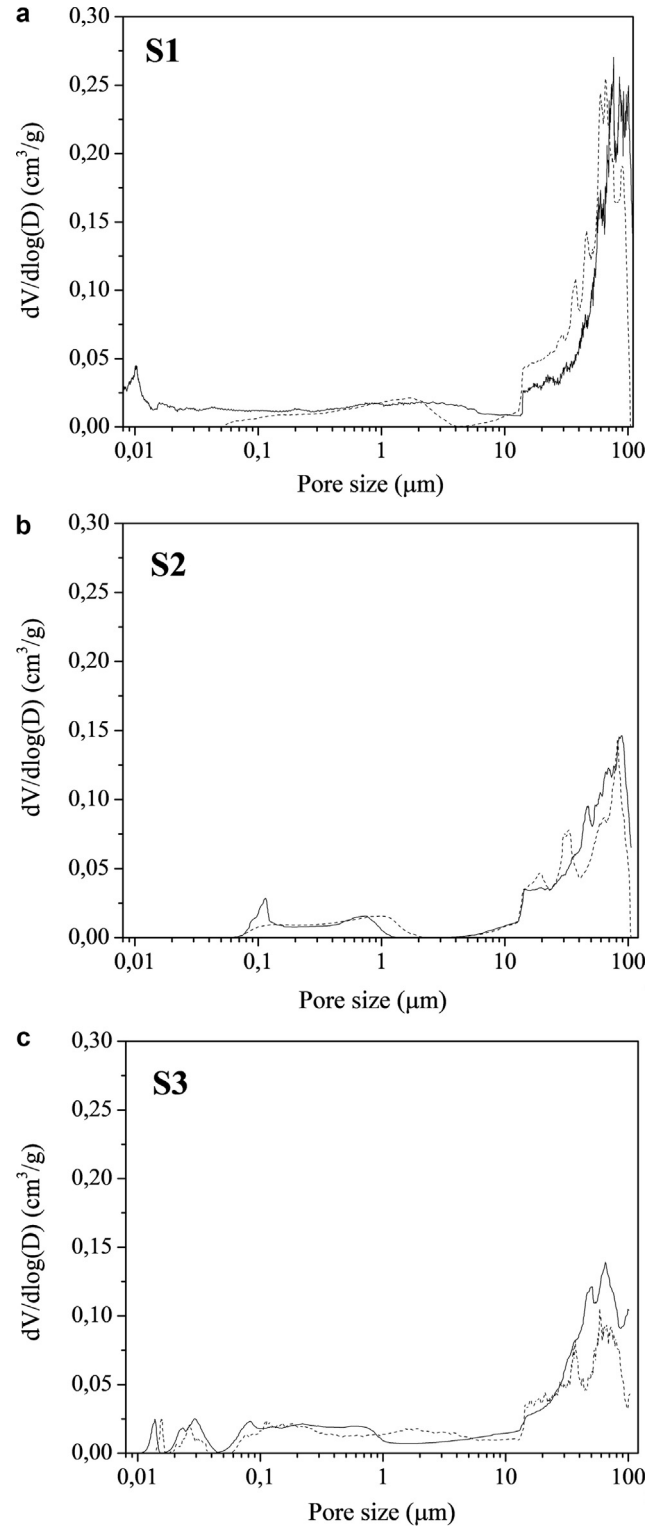 a
0,30
S1
0,25
0,20
0,15
0,10
0,05
0,00
dV/dlog(D) (cm³/g)
0,01 0,1 1 10 100
Pore size (μm)
b
0,30
S2
0,25
0,20
0,15
0,10
0,05
0,00
dV/dlog(D) (cm³/g)
0,01 0,1 1 10 100
Pore size (μm)
c
0,30
S3
0,25
0,20
0,15
0,10
0,05
0,00
dV/dlog(D) (cm³/g)
0,01 0,1 1 10 100
Pore size (μm)